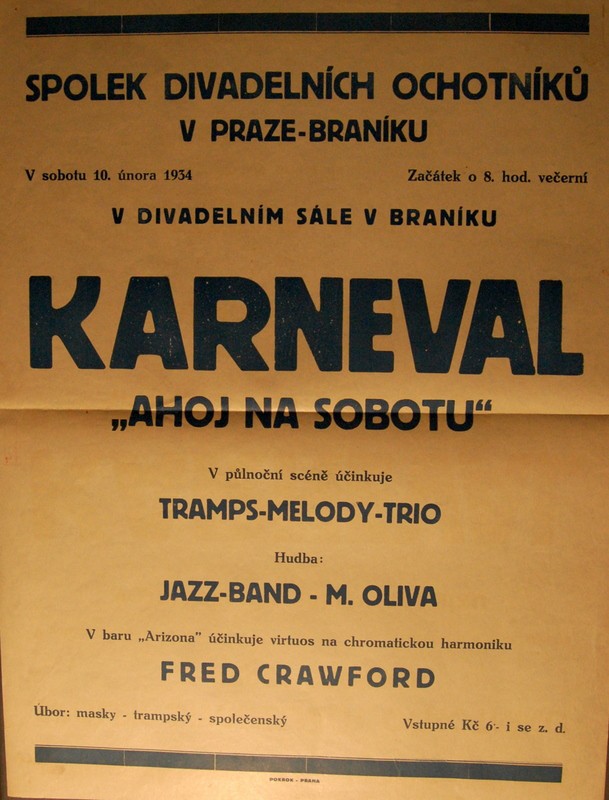 SPOLEK DIVADELNÍCH OCHOTNÍKŮ
V PRAZE-BRANÍKU
V sobotu 10. února 1934 Začátek o 8. hod. večerní
V DIVADELNÍM SÁLE V BRANÍKU
KARNEVAL
„AHOJ NA SOBOTU“
V půlnoční scéně účinkuje
TRAMPS-MELODY-TRIO
Hudba:
JAZZ-BAND - M. OLIVA
V baru „Arizona” účinkuje virtuos na chromatickou harmoniku
FRED CRAWFORD
Úbor: masky - trampský - společenský Vstupné Kč 6·- i se z. d.
PRAHA